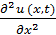 ∂²u (x,t)
∂x²